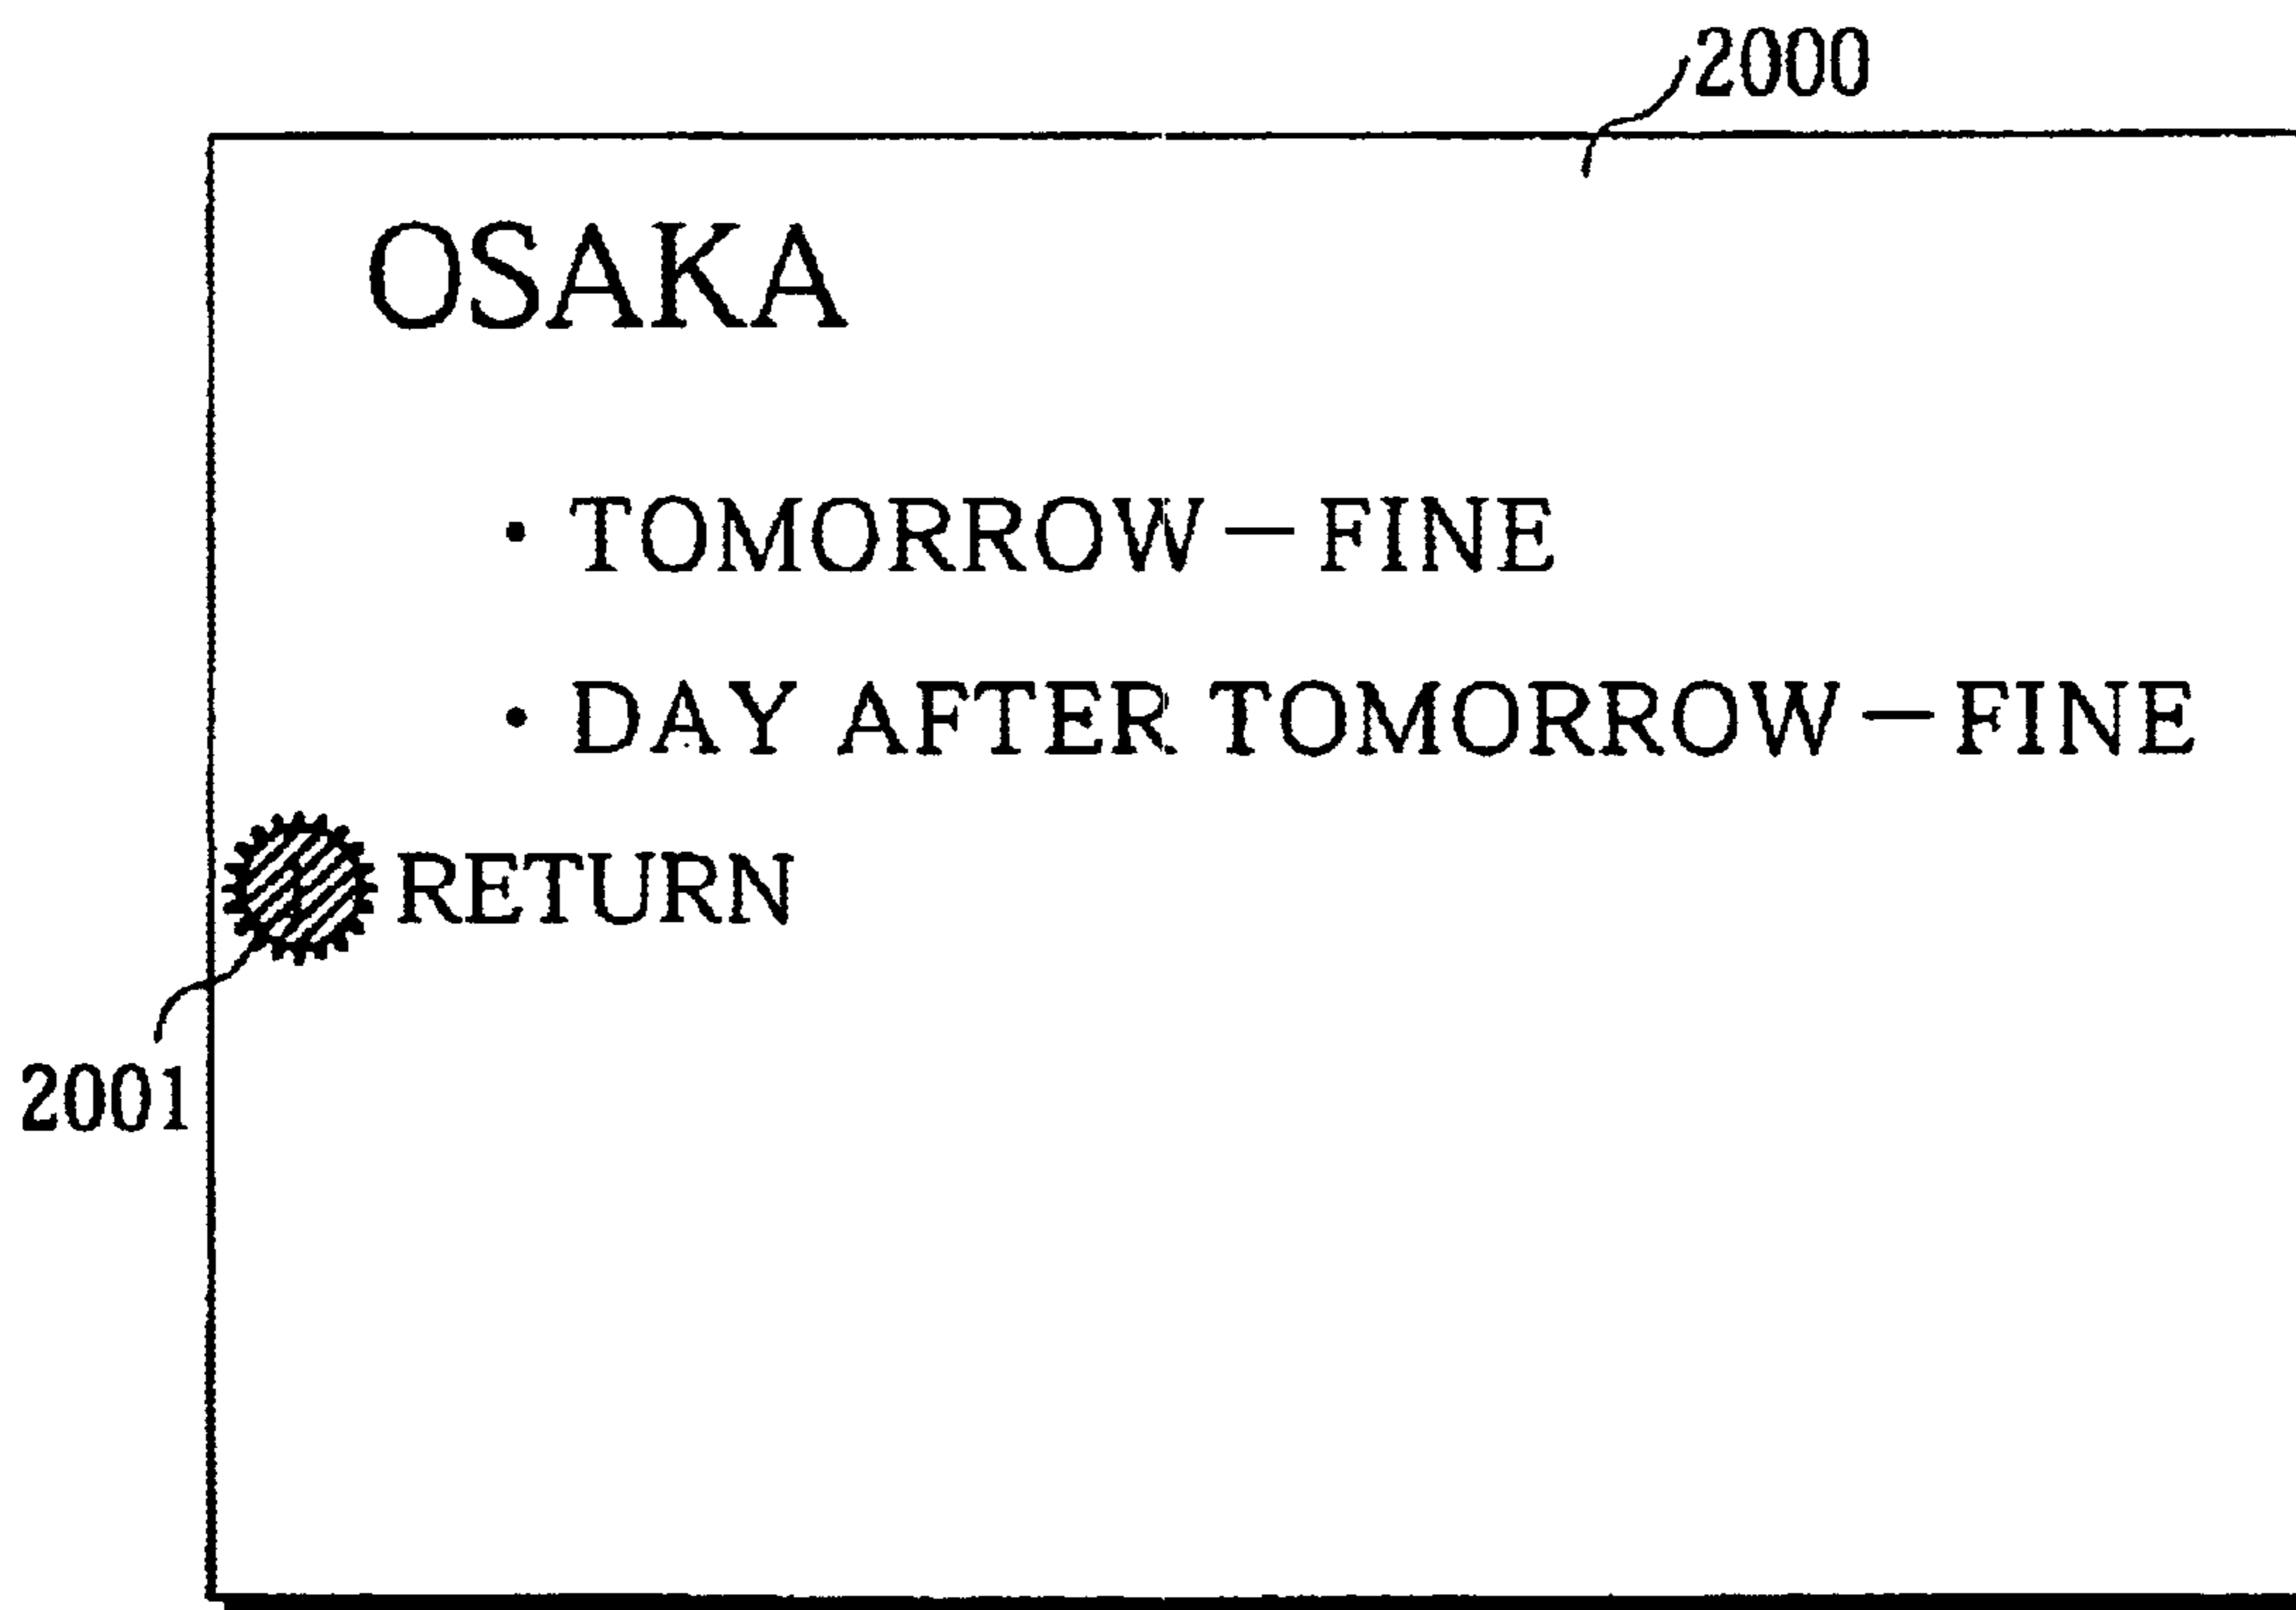 2000
OSAKA
・TOMORROW—FINE
・DAY AFTER TOMORROW—FINE
RETURN
2001